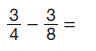 3/4 − 3/8 =